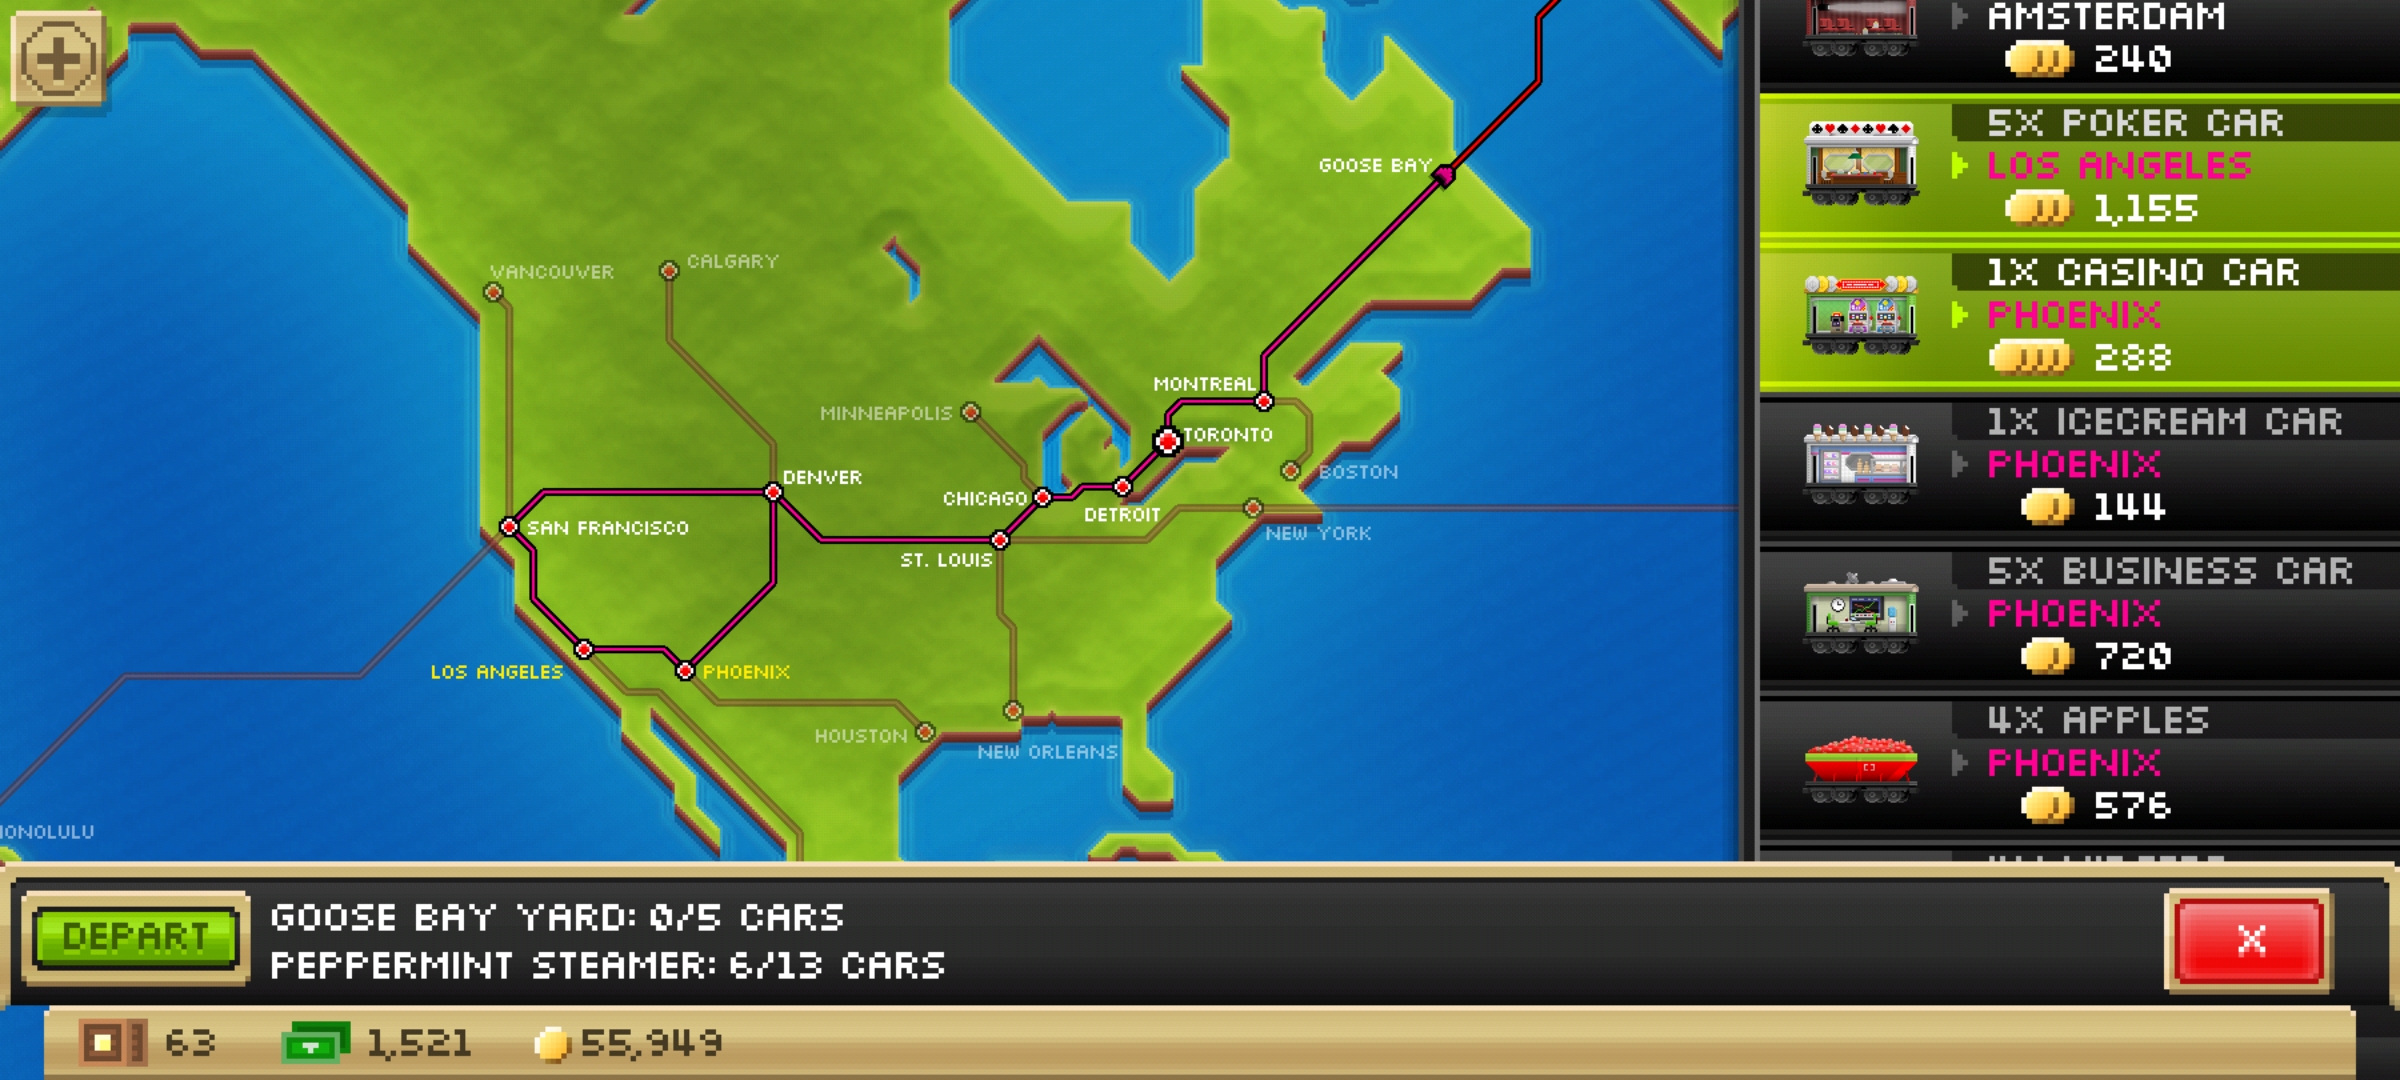 AMSTERDAM
240
5X POKER CAR
LOS ANGELES
1,155
1X CASINO CAR
PHOENIX
288
1X ICECREAM CAR
PHOENIX
144
5X BUSINESS CAR
PHOENIX
720
4X APPLES
PHOENIX
576
GOOSE BAY
VANCOUVER
CALGARY
MONTREAL
MINNEAPOLIS
TORONTO
BOSTON
DENVER
CHICAGO
DETROIT
SAN FRANCISCO
NEW YORK
ST. LOUIS
LOS ANGELES
PHOENIX
HOUSTON
NEW ORLEANS
ONOLULU
DEPART
GOOSE BAY YARD: 0/5 CARS
PEPPERMINT STEAMER: 6/13 CARS
X
63
1,521
55,949